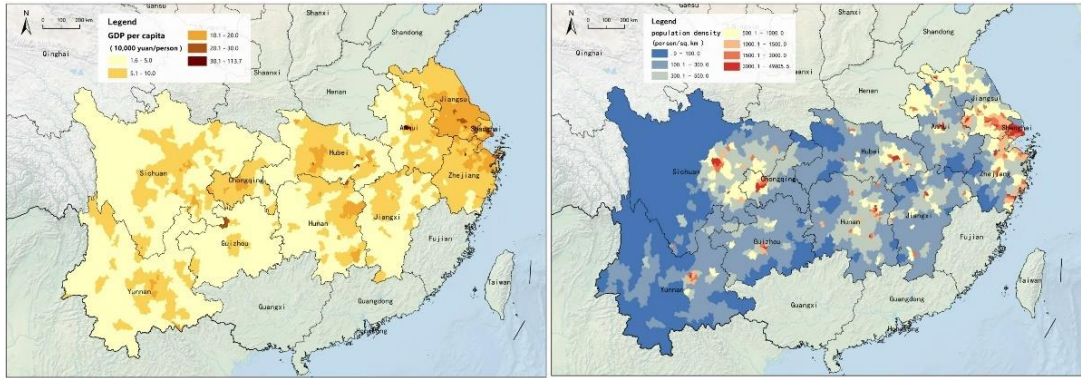 N
0 100 200 km
Legend
GDP per capita
(10,000 yuan/person)
1.6 - 5.0
5.1 - 10.0
10.1 - 20.0
20.1 - 30.0
30.1 - 113.7
Gansu
Shanxi
Shandong
Qinghai
Shaanxi
Henan
Jiangsu
Anhui
Shanghai
Hubei
Sichuan
Chongqing
Zhejiang
Hunan
Jiangxi
Guizhou
Fujian
Yunnan
Guangxi
Guangdong
Taiwan
N
0 100 200 km
Legend
population density
(person/sq.km)
0 - 100.0
100.1 - 300.0
300.1 - 500.0
500.1 - 1000.0
1000.1 - 1500.0
1500.1 - 2000.0
Shanxi
Shandong
Qinghai
Shaanxi
Henan
Jiangsu
Anhui
Shanghai
Hubei
Sichuan
Chongqing
Zhejiang
Hunan
Jiangxi
Guizhou
Fujian
Yunnan
Guangxi
Guangdong
Taiwan